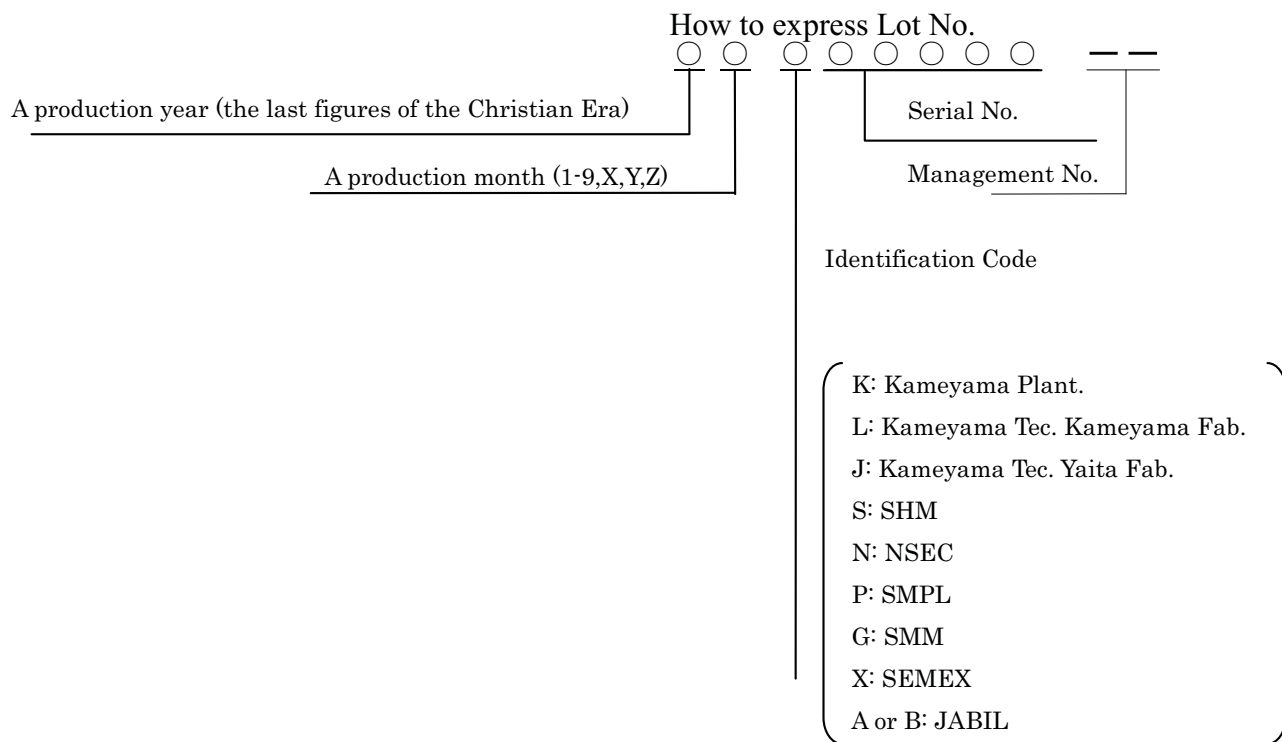 How to express Lot No.
○ ○ ○ ○ ○ ○ ○ ○ — —
A production year (the last figures of the Christian Era)
Serial No.
A production month (1-9,X,Y,Z)
Management No.
Identification Code
K: Kameyama Plant.
L: Kameyama Tec. Kameyama Fab.
J: Kameyama Tec. Yaita Fab.
S: SHM
N: NSEC
P: SMPL
G: SMM
X: SEMEX
A or B: JABIL